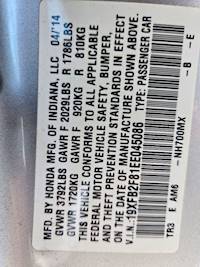 MFD. BY HONDA MFG. OF INDIANA, LLC 04/14
GVWR 3792LBS GAWR F 2029LBS R 1786LBS
GVWR 1720KG GAWR F 920KG R 810KG
THIS VEHICLE CONFORMS TO ALL APPLICABLE
FEDERAL MOTOR VEHICLE SAFETY, BUMPER,
AND THEFT PREVENTION STANDARDS IN EFFECT
ON THE DATE OF MANUFACTURE SHOWN ABOVE
V.I.N.: 19XFB2F81EE045086 TYPE: PASSENGER CAR
NH700MX -B -E
TR3 E AM6